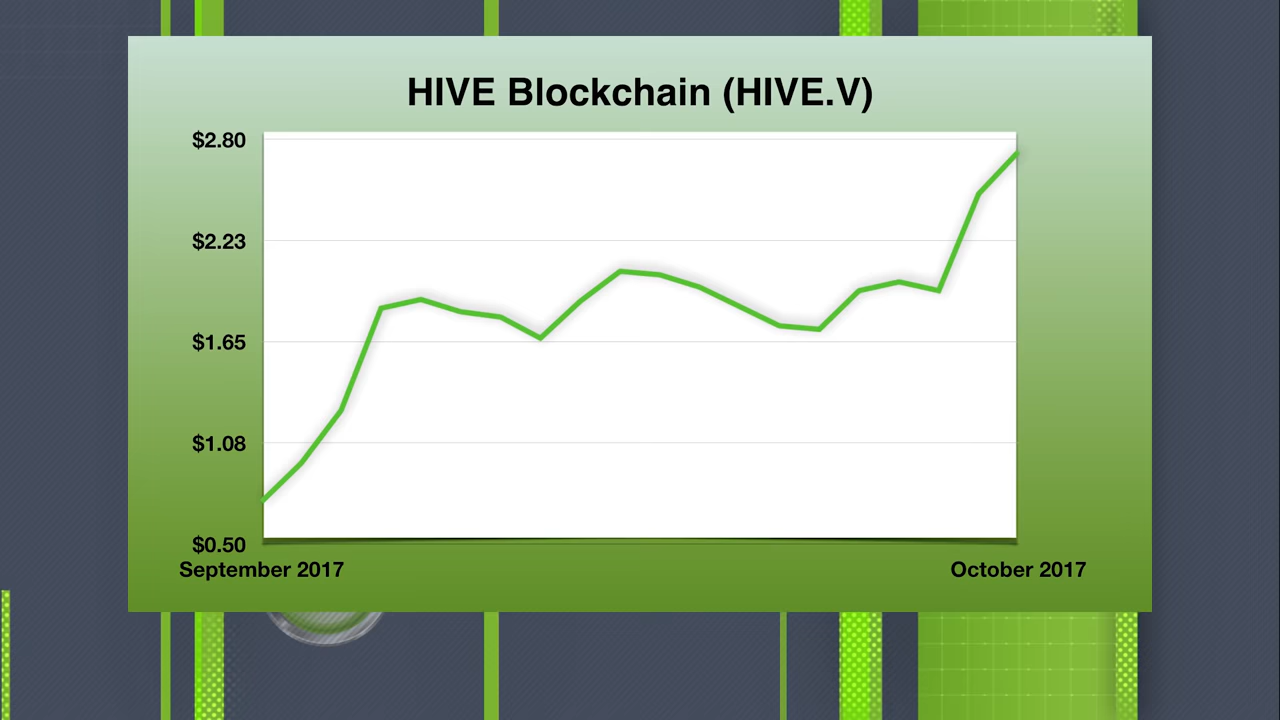 HIVE Blockchain (HIVE.V)
$2.80
$2.23
$1.65
$1.08
$0.50
September 2017 October 2017